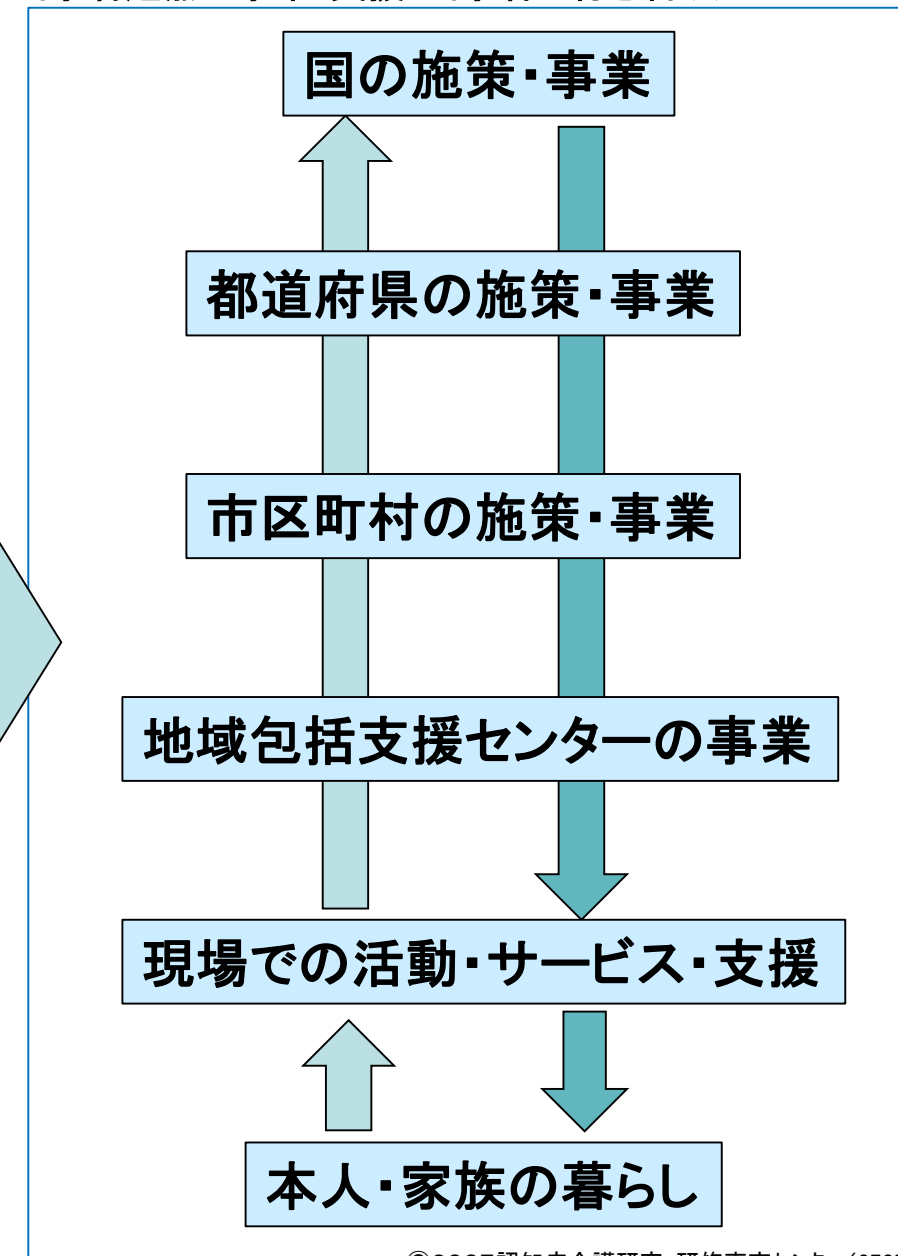 国の施策・事業
都道府県の施策・事業
市区町村の施策・事業
地域包括支援センターの事業
現場での活動・サービス・支援
本人・家族の暮らし